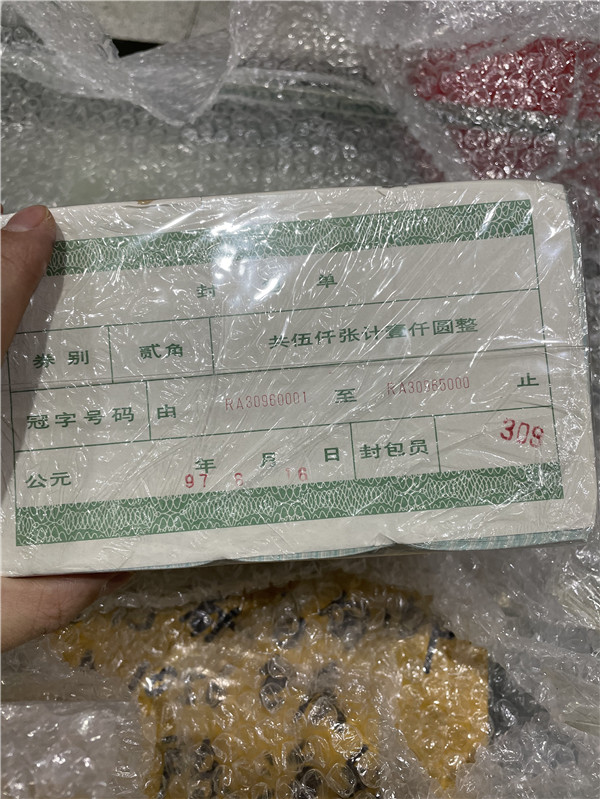 封 单
券别 贰角 共伍仟张计壹仟圆整
冠字号码 由 RA30960001 至 RA30965000 止
公元 97 年 6 月 16 日 封包员 309